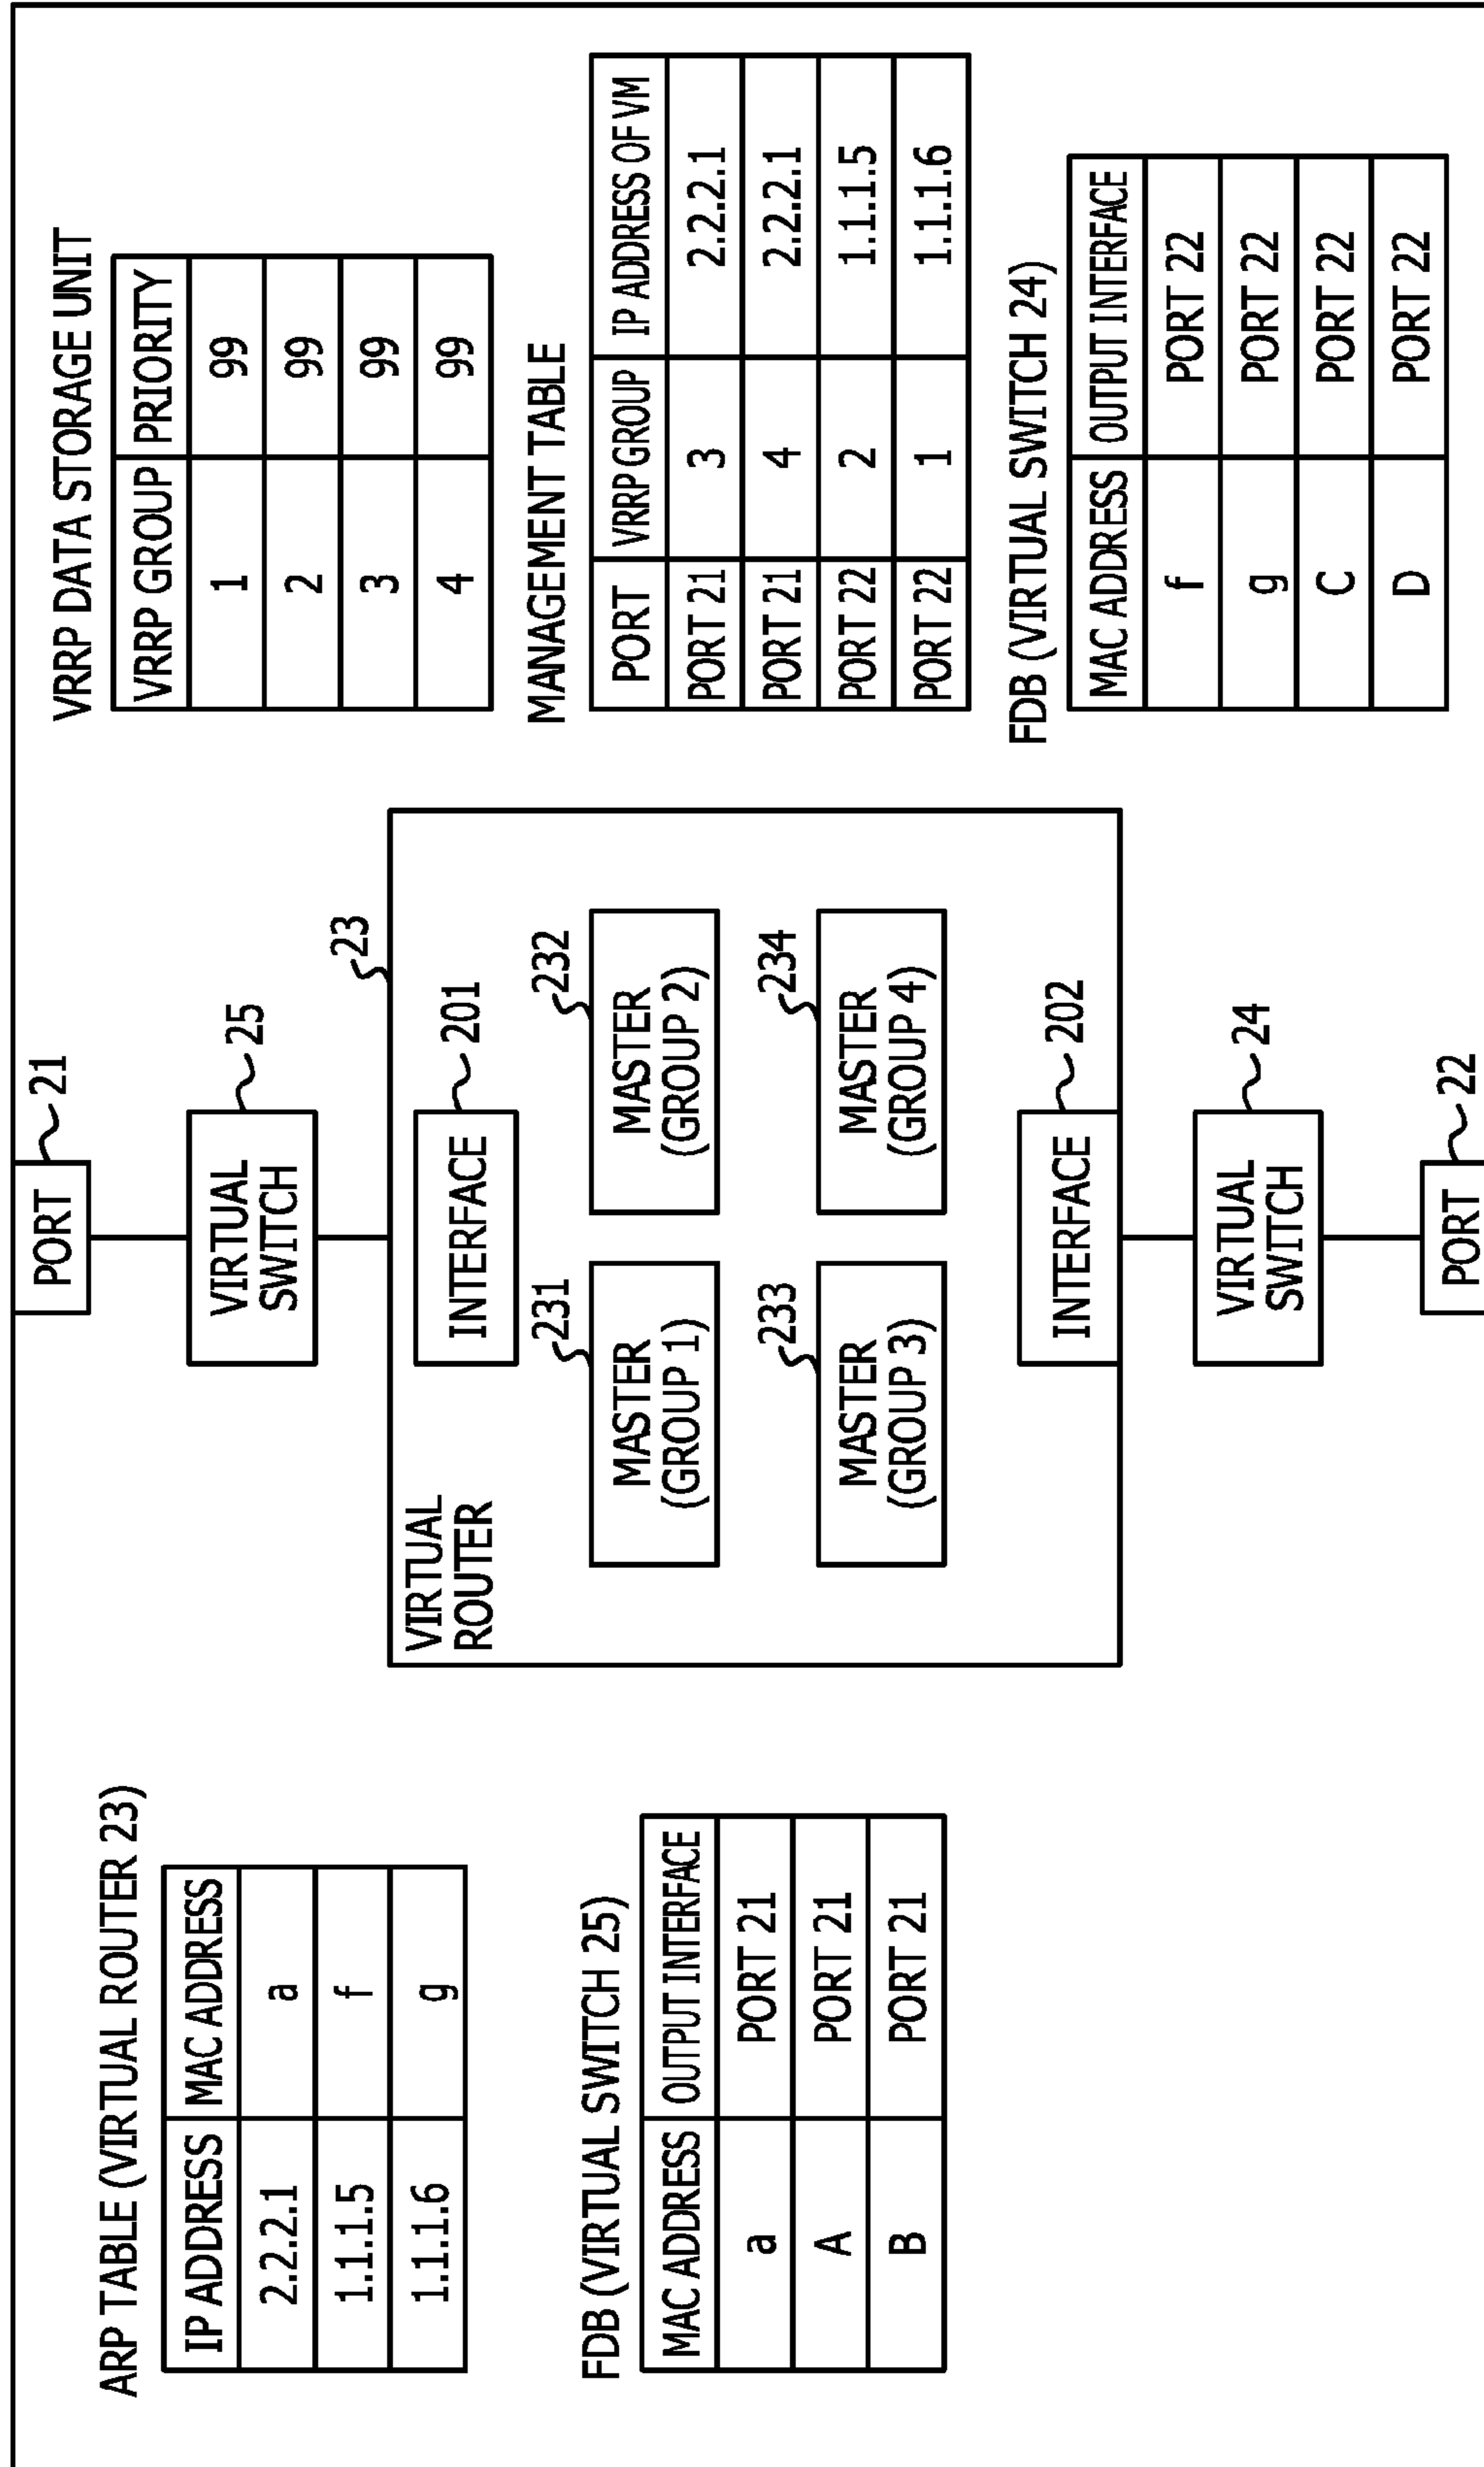 ARP TABLE (VIRTUAL ROUTER 23)
IP ADDRESS MAC ADDRESS
2.2.2.1 a
1.1.1.5 f
1.1.1.6 g
FDB (VIRTUAL SWITCH 25)
MAC ADDRESS OUTPUT INTERFACE
a PORT 21
A PORT 21
B PORT 21
PORT
21
VIRTUAL
SWITCH
25
23
VIRTUAL
ROUTER
INTERFACE
201
231
MASTER
(GROUP 1)
232
MASTER
(GROUP 2)
233
MASTER
(GROUP 3)
234
MASTER
(GROUP 4)
INTERFACE
202
VIRTUAL
SWITCH
24
PORT
22
VRRP DATA STORAGE UNIT
VRRP GROUP PRIORITY
1 99
2 99
3 99
4 99
MANAGEMENT TABLE
PORT VRRP GROUP IP ADDRESS OF VM
PORT 21 3 2.2.2.1
PORT 21 4 2.2.2.1
PORT 22 2 1.1.1.5
PORT 22 1 1.1.1.6
FDB (VIRTUAL SWITCH 24)
MAC ADDRESS OUTPUT INTERFACE
f PORT 22
g PORT 22
C PORT 22
D PORT 22